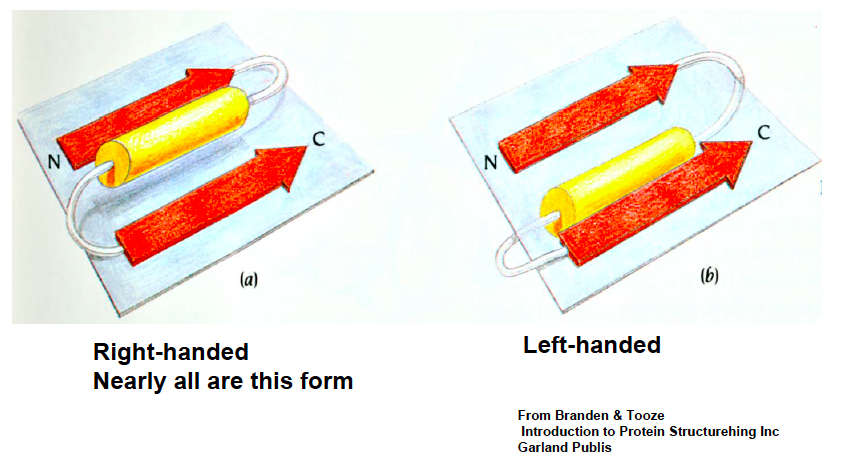 N
C
(a)
N
C
(b)
Right-handed
Nearly all are this form
Left-handed
From Branden & Tooze
Introduction to Protein Structurehing Inc
Garland Publis